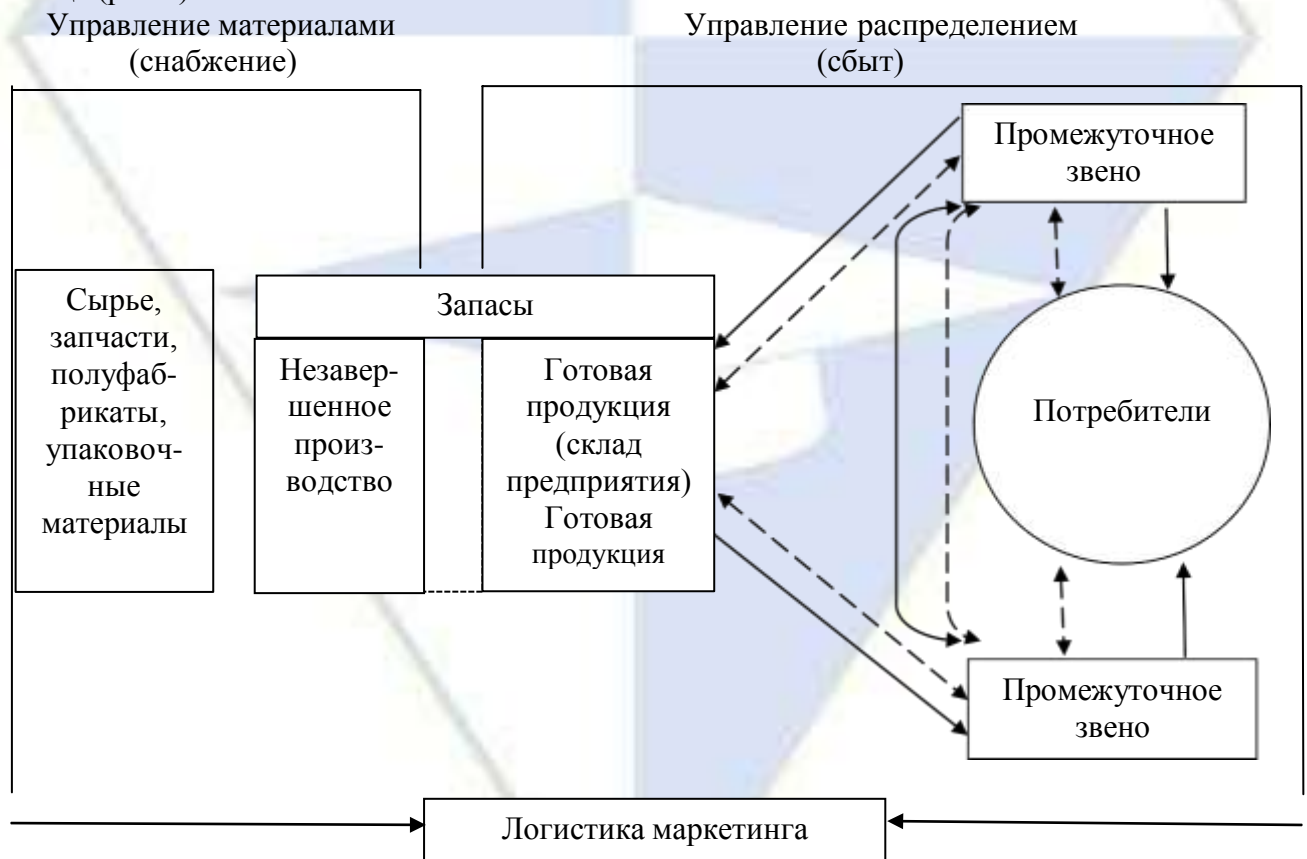 Управление материалами
(снабжение)
Управление распределением
(сбыт)
Промежуточное
звено
Сырье,
запчасти,
полуфаб-
рикаты,
упаковоч-
ные
материалы
Запасы
Незавер-
шенное
произ-
водство
Готовая
продукция
(склад
предприятия)
Готовая
продукция
Потребители
Промежуточное
звено
Логистика маркетинга